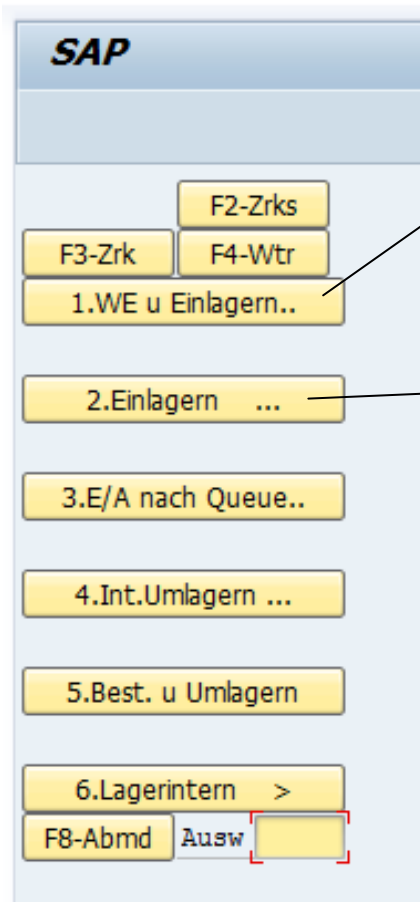 SAP
F2-Zrks
F3-Zrk F4-Wtr
1.WE u Einlagern..
2.Einlagern ...
3.E/A nach Queue..
4.Int.Umlagern ...
5.Best. u Umlagern
6.Lagerintern >
F8-Abmd Ausw